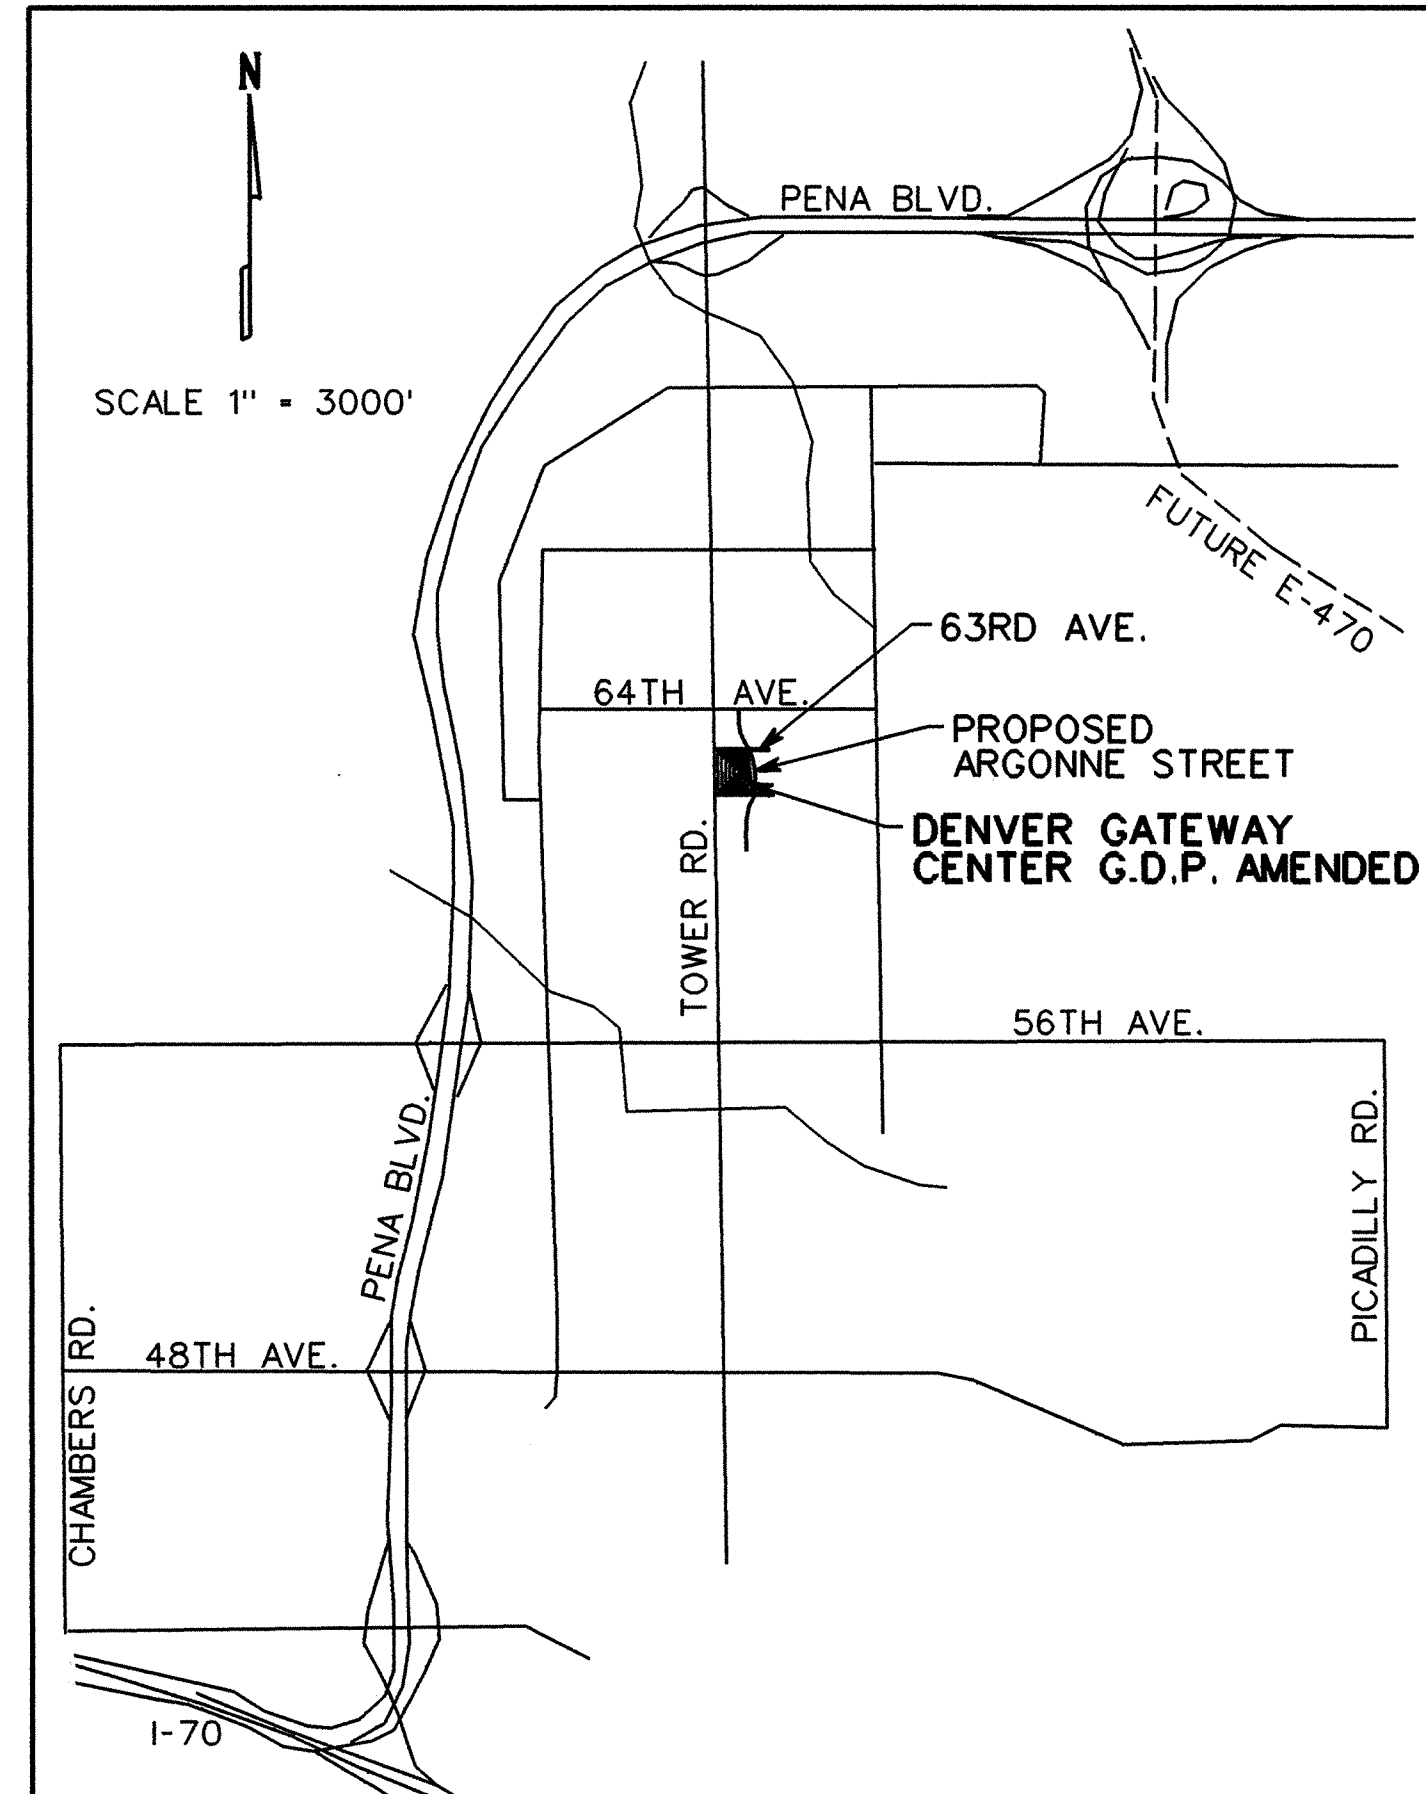 N
PENA BLVD.
SCALE 1" = 3000'
FUTURE E-470
63RD AVE.
64TH AVE.
PROPOSED
ARGONNE STREET
DENVER GATEWAY
CENTER G.D.P. AMENDED
TOWER RD.
56TH AVE.
PENA BLVD.
PICADILLY RD.
48TH AVE.
CHAMBERS RD.
I-70